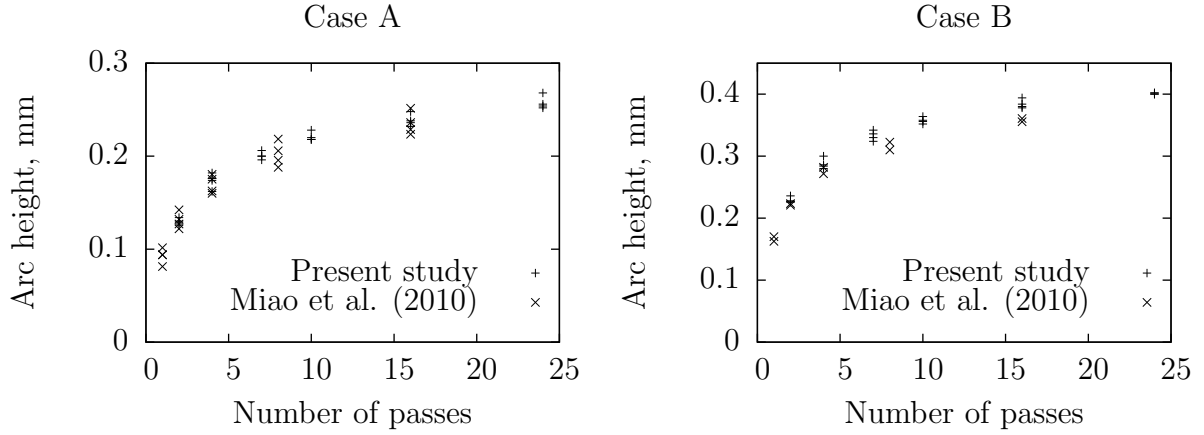 Case A
0.3
0.2
0.1
0
0 5 10 15 20 25
Arc height, mm
Number of passes
Present study
Miao et al. (2010)
Case B
0.4
0.3
0.2
0.1
0
0 5 10 15 20 25
Arc height, mm
Number of passes
Present study
Miao et al. (2010)